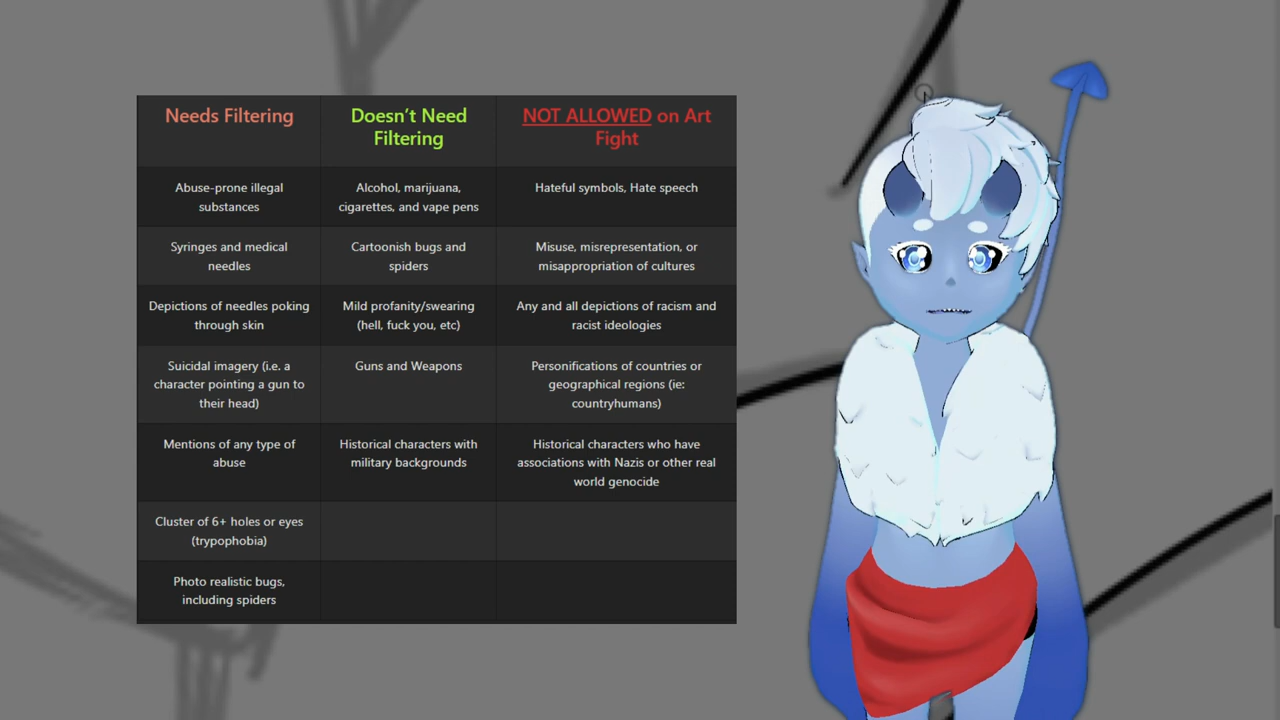 Needs Filtering
Doesn't Need
Filtering
NOT ALLOWED on Art
Fight
Abuse-prone illegal
substances
Alcohol, marijuana,
cigarettes, and vape pens
Hateful symbols, Hate speech
Syringes and medical
needles
Cartoonish bugs and
spiders
Misuse, misrepresentation, or
misappropriation of cultures
Depictions of needles poking
through skin
Mild profanity/swearing
(hell, fuck you, etc)
Any and all depictions of racism and
racist ideologies
Suicidal imagery (i.e. a
character pointing a gun to
their head)
Guns and Weapons
Personifications of countries or
geographical regions (ie:
countryhumans)
Mentions of any type of
abuse
Historical characters with
military backgrounds
Historical characters who have
associations with Nazis or other real
world genocide
Cluster of 6+ holes or eyes
(trypophobia)
Photo realistic bugs,
including spiders